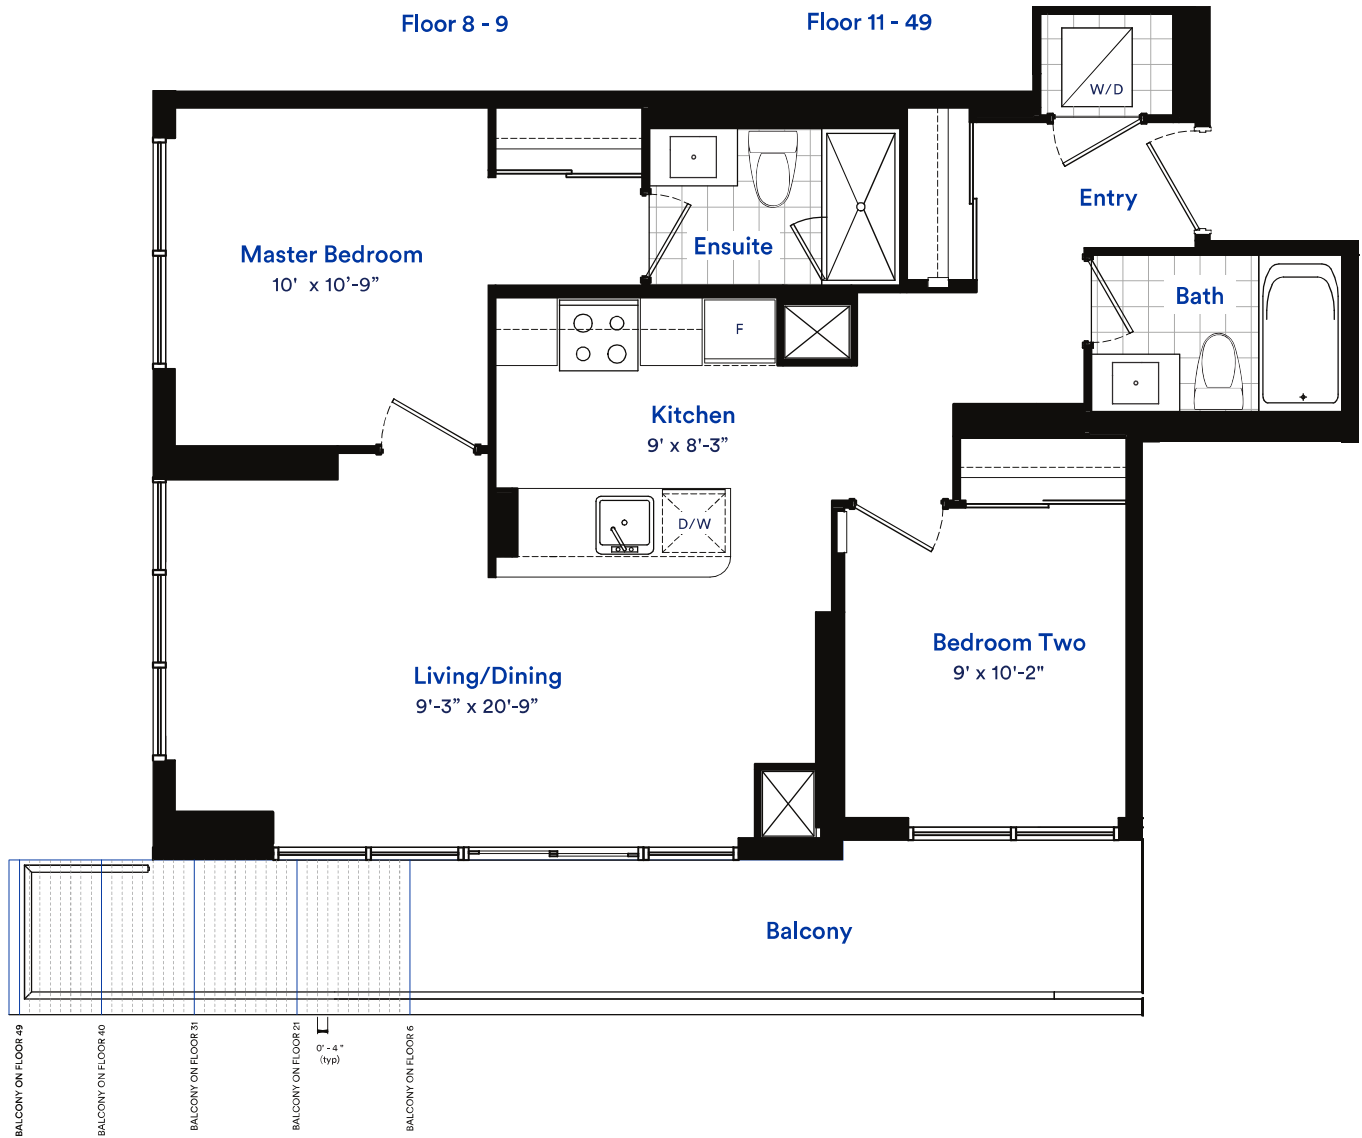 Floor 8 - 9
Floor 11 - 49
W/D
Entry
Master Bedroom
10' x 10'-9”
Ensuite
Bath
F
Kitchen
9' x 8'-3”
D/W
Bedroom Two
9' x 10'-2"
Living/Dining
9'-3” x 20'-9”
Balcony
BALCONY ON FLOOR 49
BALCONY ON FLOOR 40
BALCONY ON FLOOR 31
BALCONY ON FLOOR 21
0' - 4 "
(typ)
BALCONY ON FLOOR 6